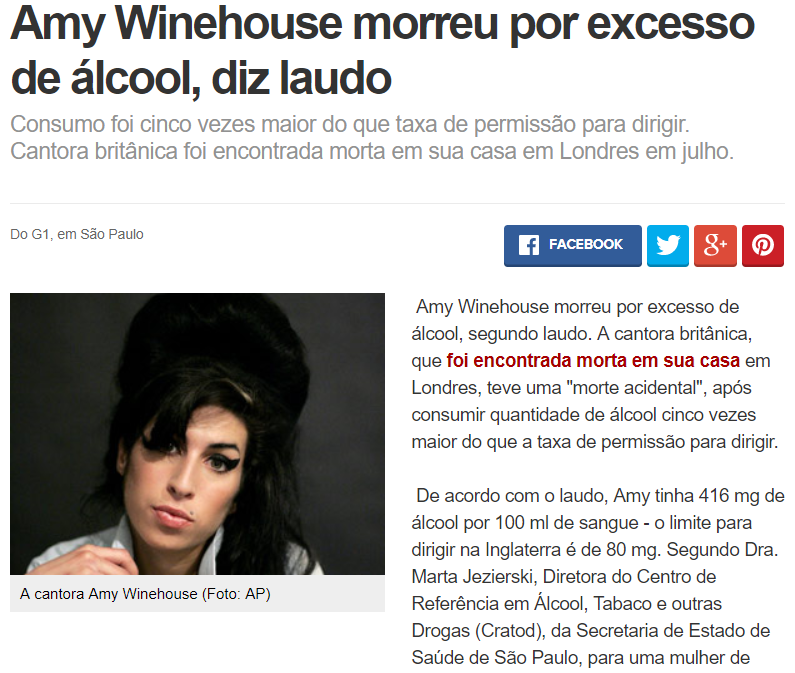 Amy Winehouse morreu por excesso
de álcool, diz laudo
Consumo foi cinco vezes maior do que taxa de permissão para dirigir.
Cantora britânica foi encontrada morta em sua casa em Londres em julho.
Do G1, em São Paulo
FACEBOOK
g+
A cantora Amy Winehouse (Foto: AP)
Amy Winehouse morreu por excesso de
álcool, segundo laudo. A cantora britânica,
que foi encontrada morta em sua casa em
Londres, teve uma "morte acidental", após
consumir quantidade de álcool cinco vezes
maior do que a taxa de permissão para dirigir.
De acordo com o laudo, Amy tinha 416 mg de
álcool por 100 ml de sangue - o limite para
dirigir na Inglaterra é de 80 mg. Segundo Dra.
Marta Jezierski, Diretora do Centro de
Referência em Álcool, Tabaco e outras
Drogas (Cratod), da Secretaria de Estado de
Saúde de São Paulo, para uma mulher de